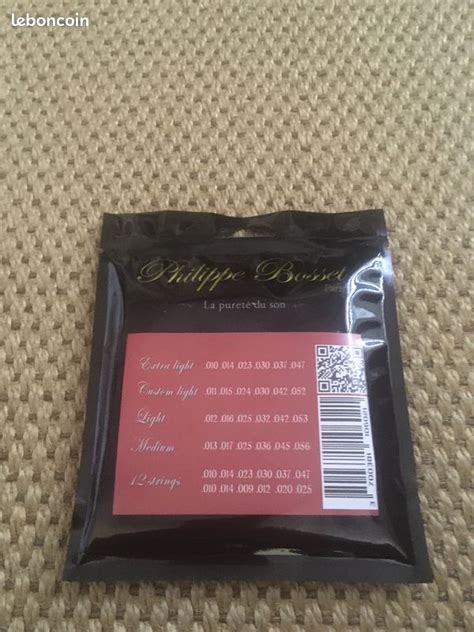 leboncoin
Philippe Bosset
Paris
La pureté du son
Extra light .010 .014 .023 .030 .037 .047
Custom light .011 .015 .024 .030 .042 .052
Light .012 .016 .025 .032 .042 .053
Medium .013 .017 .025 .036 .045 .056
12 strings .010 .014 .023 .030 .037 .047
.010 .014 .009 .012 .020 .025